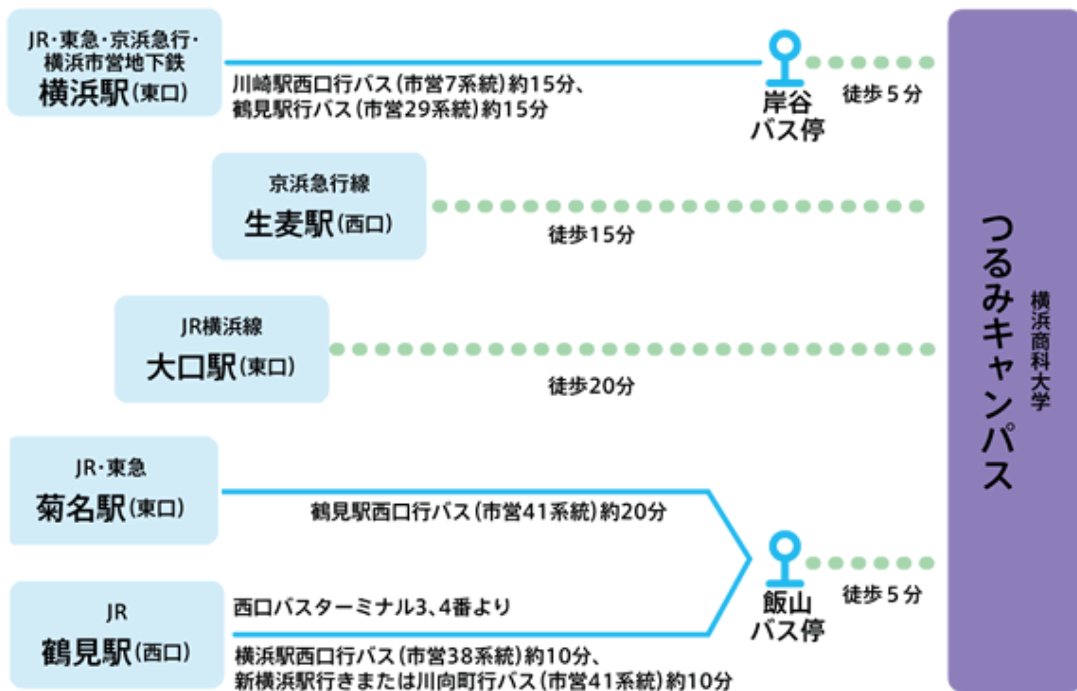 JR・東急・京浜急行・
横浜市営地下鉄
横浜駅(東口)
川崎駅西口行バス(市営7系統)約15分、
鶴見駅行バス(市営29系統)約15分
岸谷
バス停
徒歩5分
京浜急行線
生麦駅(西口)
徒歩15分
JR横浜線
大口駅(東口)
徒歩20分
JR・東急
菊名駅(東口)
鶴見駅西口行バス(市営41系統)約20分
JR
鶴見駅(西口)
西口バスターミナル3、4番より
横浜駅西口行バス(市営38系統)約10分、
新横浜駅行きまたは川向町行バス(市営41系統)約10分
飯山
バス停
徒歩5分
横浜商科大学
つるみキャンパス